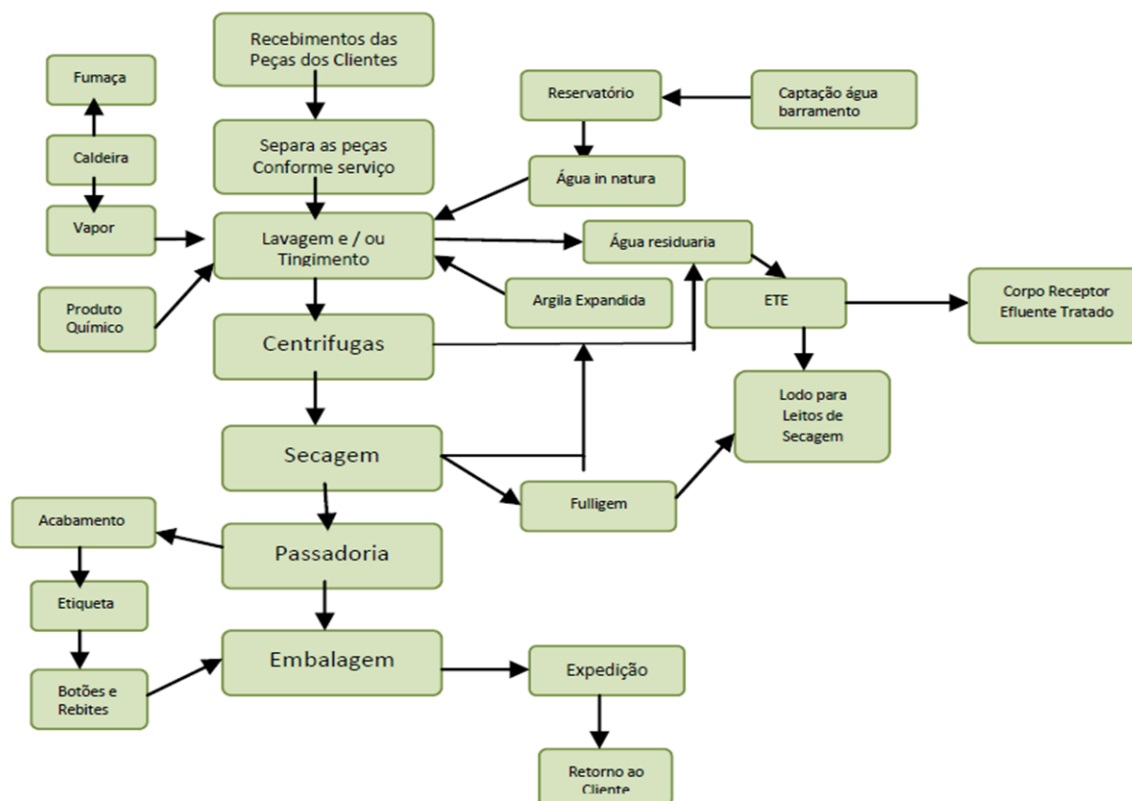 Recebimentos das
Peças dos Clientes
Fumaça
Reservatório
Captação água
barramento
Caldeira
Separa as peças
Conforme serviço
Água in natura
Vapor
Lavagem e / ou
Tingimento
Água residuaria
Produto
Químico
Argila Expandida
ETE
Corpo Receptor
Efluente Tratado
Centrifugas
Lodo para
Leitos de
Secagem
Secagem
Fulligem
Acabamento
Passadoria
Etiqueta
Embalagem
Expedição
Botões e
Rebites
Retorno ao
Cliente